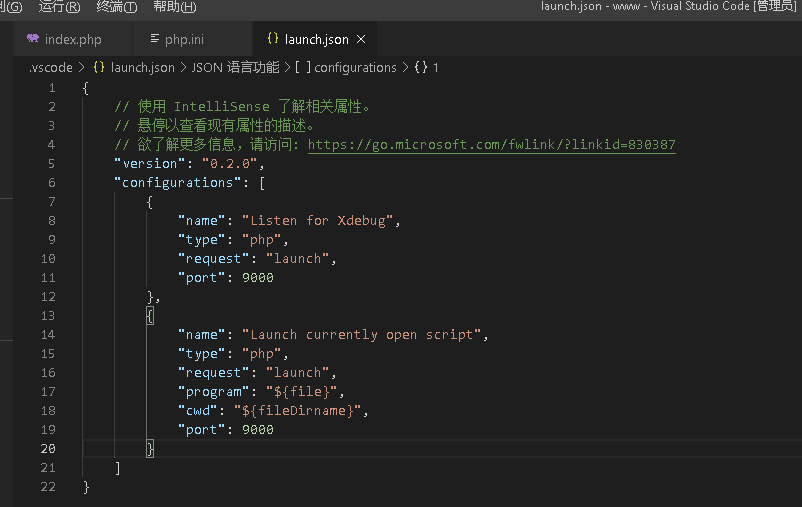 (G) 运行(R) 终端(T) 帮助(H) launch.json - www - Visual Studio Code [管理员]
index.php php.ini {} launch.json ×
.vscode > {} launch.json > JSON 语言功能 > [ ] configurations > {} 1
1 {
2 // 使用 IntelliSense 了解相关属性。
3 // 悬停以查看现有属性的描述。
4 // 欲了解更多信息，请访问: https://go.microsoft.com/fwlink/?linkid=830387
5 "version": "0.2.0",
6 "configurations": [
7 {
8 "name": "Listen for Xdebug",
9 "type": "php",
10 "request": "launch",
11 "port": 9000
12 },
13 {
14 "name": "Launch currently open script",
15 "type": "php",
16 "request": "launch",
17 "program": "${file}",
18 "cwd": "${fileDirname}",
19 "port": 9000
20 }
21 ]
22 }